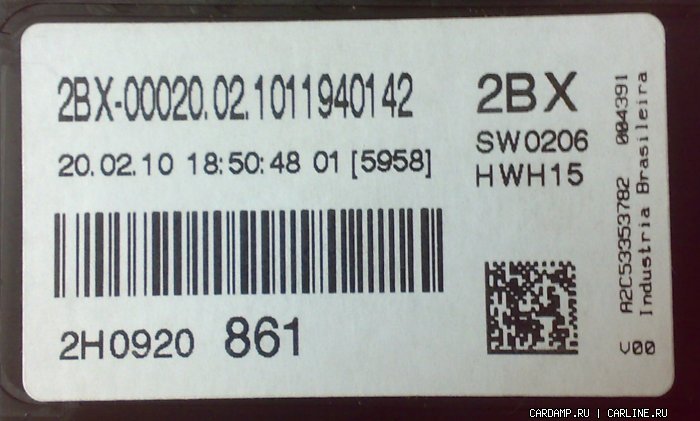 2BX-00020.02.1011940142
20.02.10 18:50:48 01 [5958]
2H0920 861
2BX
SW0206
HWH15
V00 A2C53353782 004391
Industria Brasileira
CARDAMP.RU | CARLINE.RU